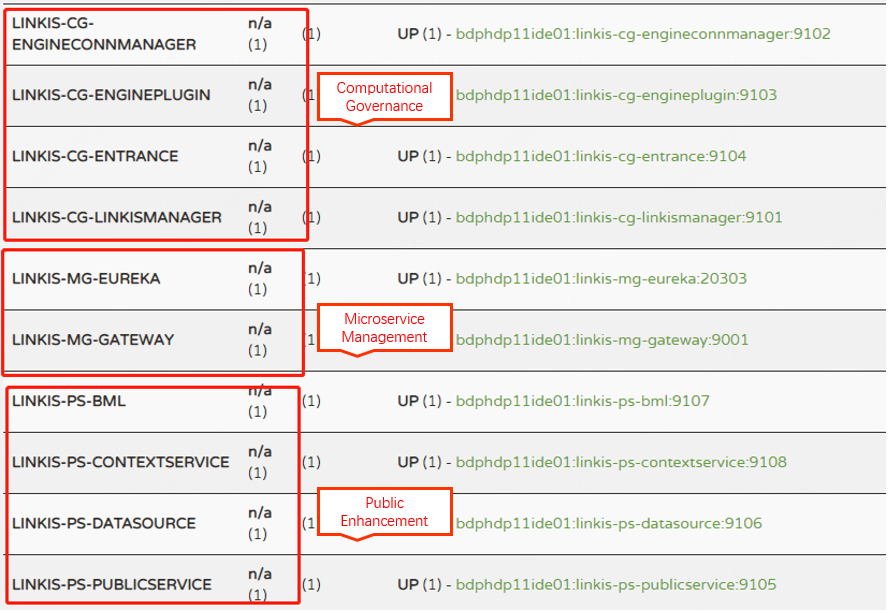 LINKIS-CG- n/a
ENGINECONNMANAGER (1) (1) UP (1) - bdphdp11ide01:linkis-cg-engineconnmanager:9102
LINKIS-CG-ENGINEPLUGIN n/a (1) (1 bdphdp11ide01:linkis-cg-engineplugin:9103
Computational
Governance
LINKIS-CG-ENTRANCE n/a (1) (1) UP (1) - bdphdp11ide01:linkis-cg-entrance:9104
LINKIS-CG-LINKISMANAGER n/a (1) (1) UP (1) - bdphdp11ide01:linkis-cg-linkismanager:9101
LINKIS-MG-EUREKA n/a (1) (1) UP (1) - bdphdp11ide01:linkis-mg-eureka:20303
LINKIS-MG-GATEWAY n/a (1) (1 bdphdp11ide01:linkis-mg-gateway:9001
Microservice
Management
LINKIS-PS-BML n/a (1) (1) UP (1) - bdphdp11ide01:linkis-ps-bml:9107
LINKIS-PS-CONTEXTSERVICE n/a (1) (1) UP (1) - bdphdp11ide01:linkis-ps-contextservice:9108
LINKIS-PS-DATASOURCE n/a (1) (1 bdphdp11ide01:linkis-ps-datasource:9106
Public
Enhancement
LINKIS-PS-PUBLICSERVICE n/a (1) (1) UP (1) - bdphdp11ide01:linkis-ps-publicservice:9105